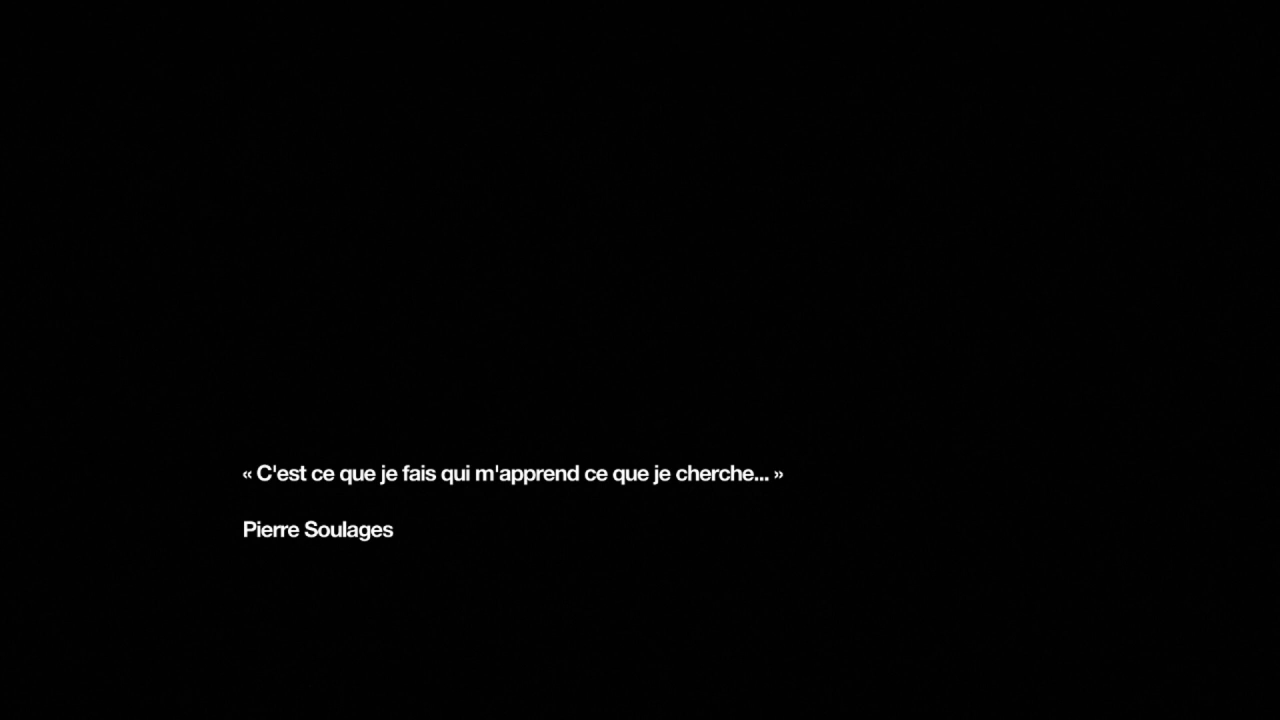 « C'est ce que je fais qui m'apprend ce que je cherche... »
Pierre Soulages